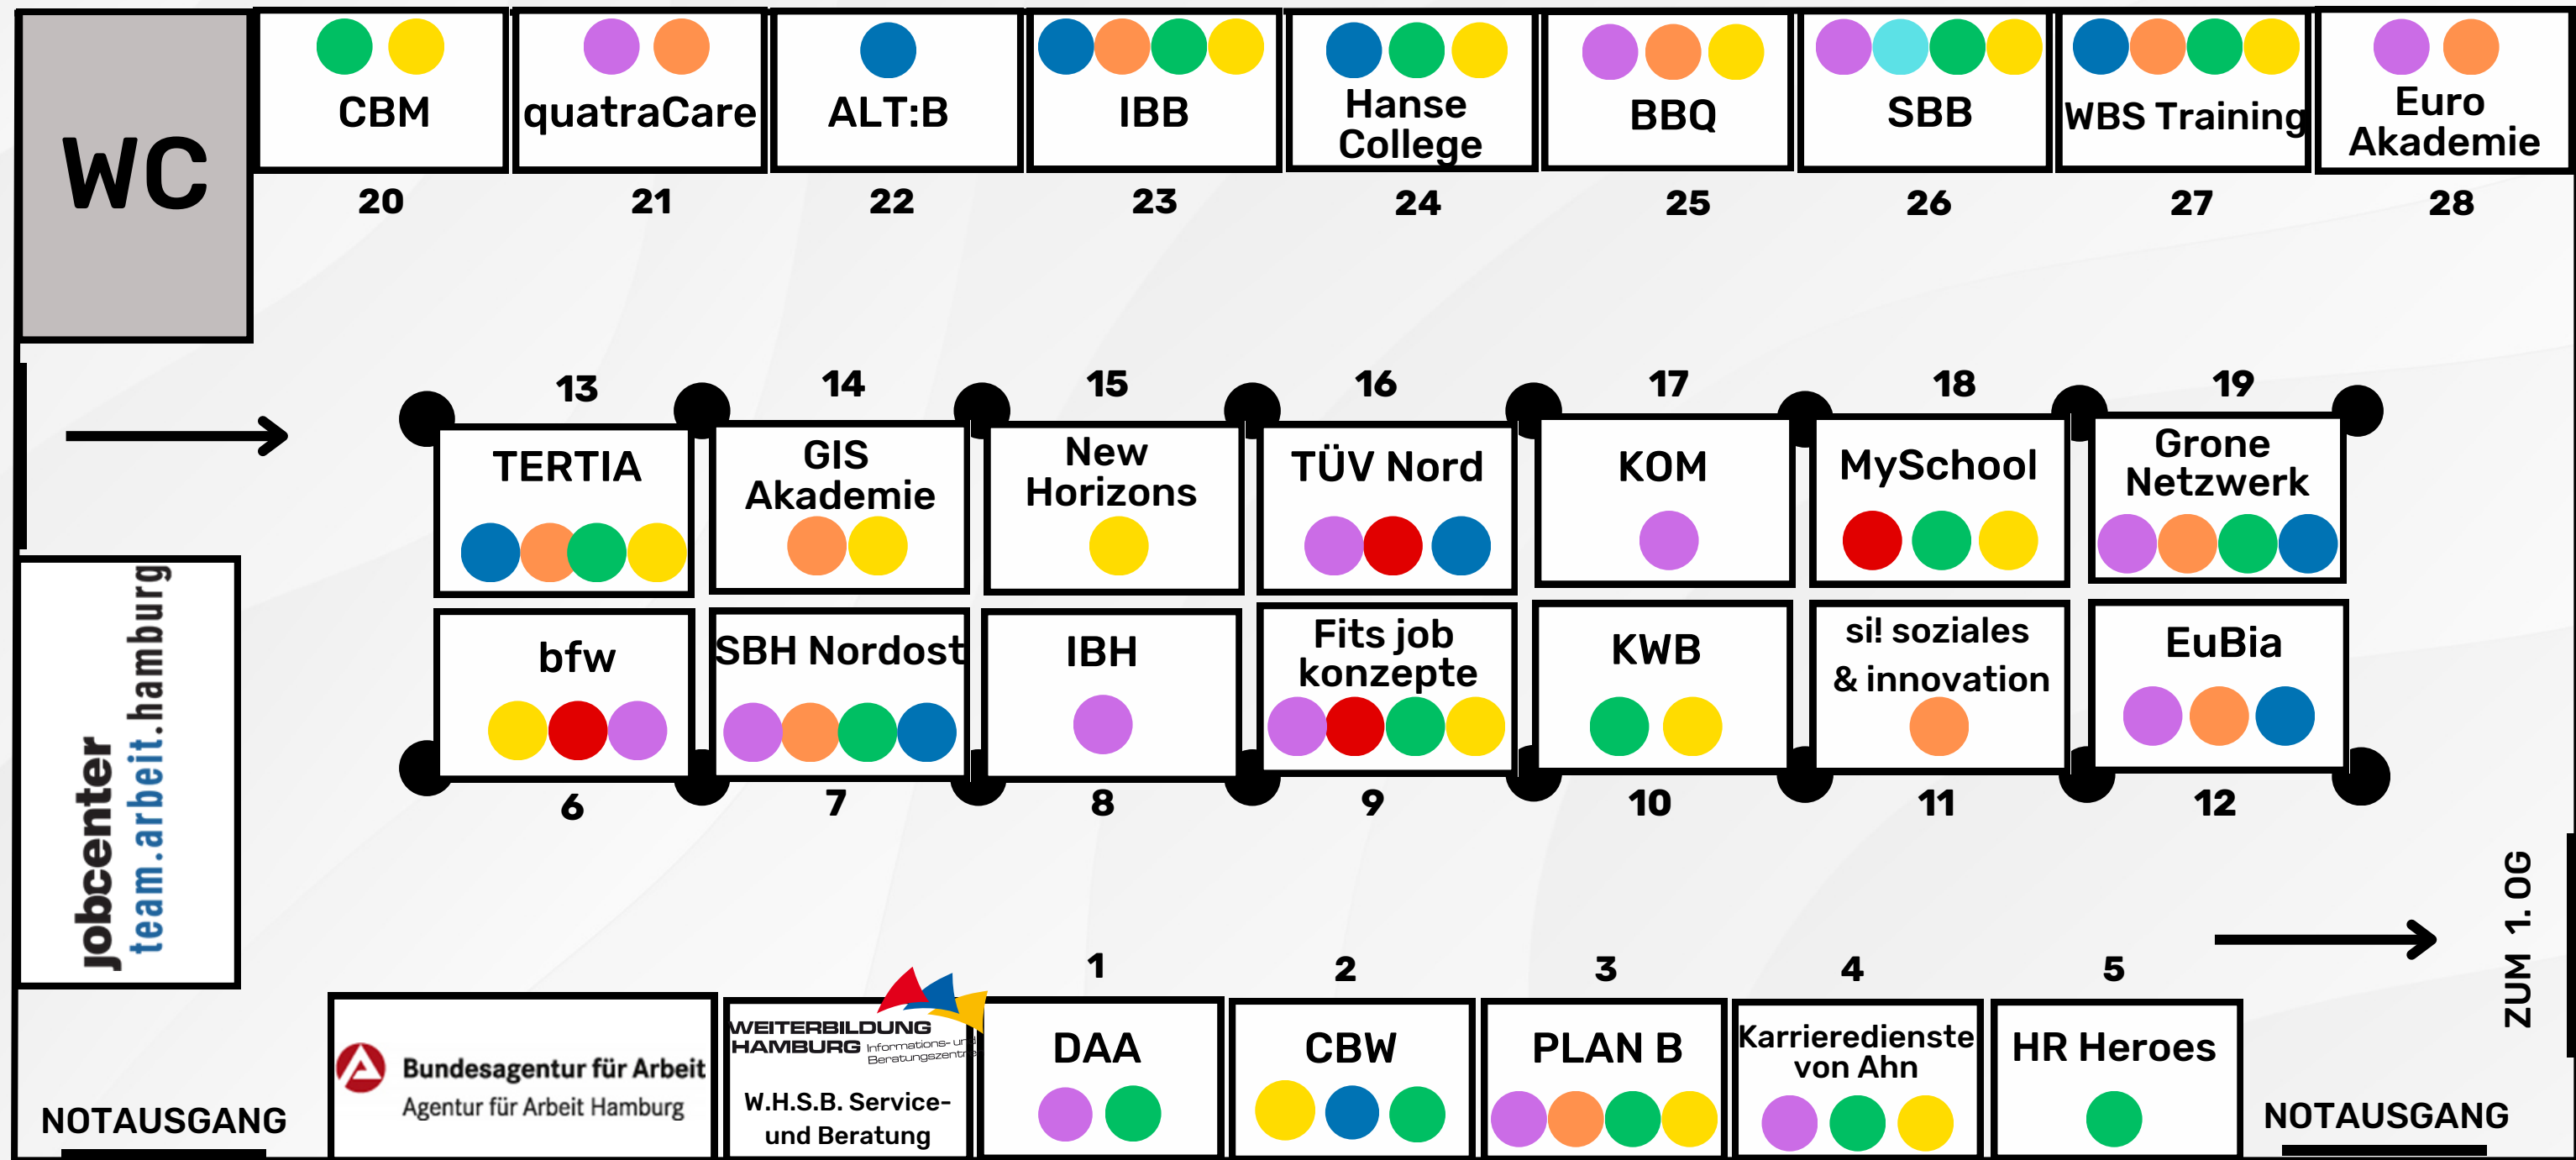 WC
CBM
quatraCare
ALT:B
IBB
Hanse
College
BBQ
SBB
WBS Training
Euro
Akademie
20
21
22
23
24
25
26
27
28
13
14
15
16
17
18
19
TERTIA
GIS
Akademie
New
Horizons
TÜV Nord
KOM
MySchool
Grone
Netzwerk
jobcenter
team.arbeit.hamburg
bfw
SBH Nordost
IBH
Fits job
konzepte
KWB
si! soziales
& innovation
EuBia
6
7
8
9
10
11
12
ZUM 1. OG
1
2
3
4
5
Bundesagentur für Arbeit
Agentur für Arbeit Hamburg
WEITERBILDUNG
HAMBURG
Informations- und
Beratungszentren
W.H.S.B. Service-
und Beratung
DAA
CBW
PLAN B
Karrieredienste
von Ahn
HR Heroes
NOTAUSGANG
NOTAUSGANG